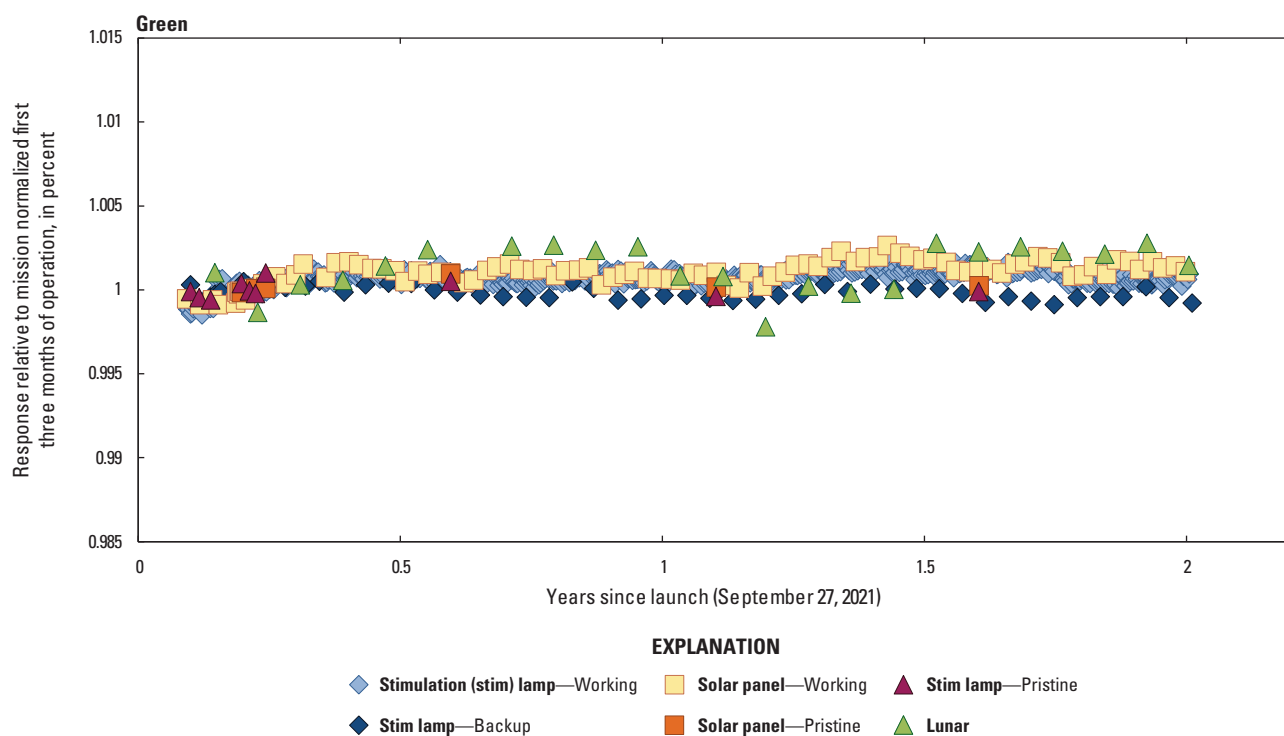 Green
1.015
1.01
1.005
1
0.995
0.99
0.985
Response relative to mission normalized first
three months of operation, in percent
0
0.5
1
1.5
2
Years since launch (September 27, 2021)
EXPLANATION
Stimulation (stim) lamp—Working
Solar panel—Working
Stim lamp—Pristine
Stim lamp—Backup
Solar panel—Pristine
Lunar